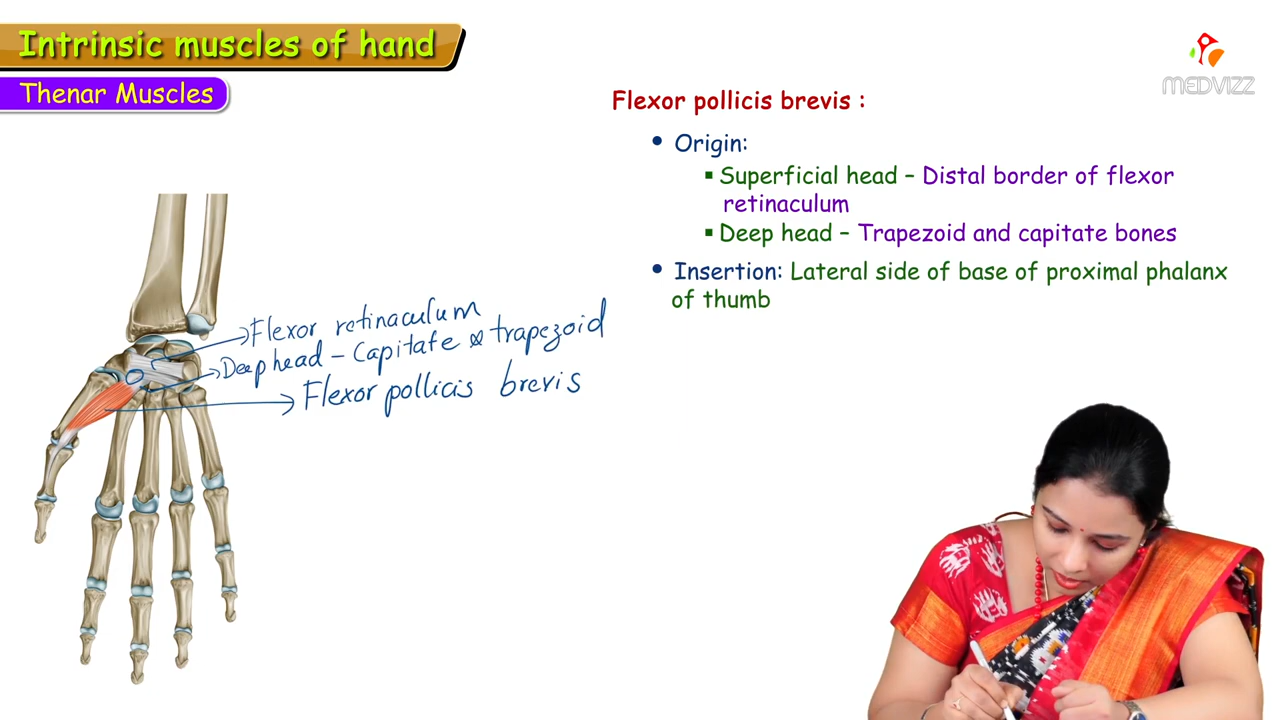 Intrinsic muscles of hand
Thenar Muscles
MEDVIZZ
Flexor pollicis brevis :
• Origin:
▪ Superficial head – Distal border of flexor
retinaculum
▪ Deep head – Trapezoid and capitate bones
• Insertion: Lateral side of base of proximal phalanx
of thumb
Flexor retinaculum
Deep head – Capitate & trapezoid
Flexor pollicis brevis